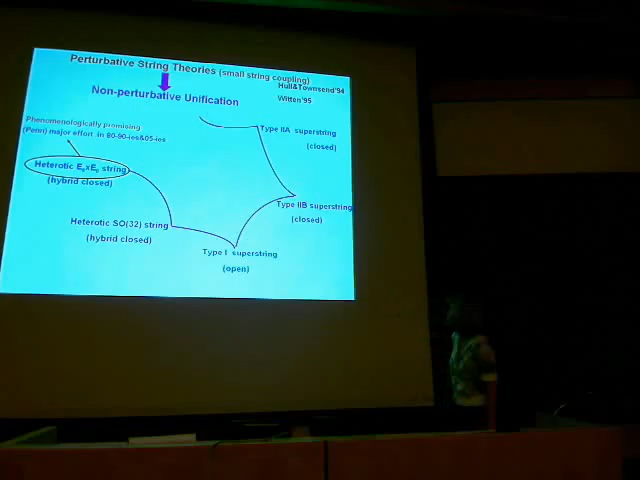 Perturbative String Theories (small string coupling)
Hull&Townsend'94
Non-perturbative Unification
Witten'95
Phenomenologically promising
(Penn) major effort in 80-90-ies&05-ies
Type IIA superstring
(closed)
Heterotic E₈xE₈ string
(hybrid closed)
Type IIB superstring
(closed)
Heterotic SO(32) string
(hybrid closed)
Type I superstring
(open)